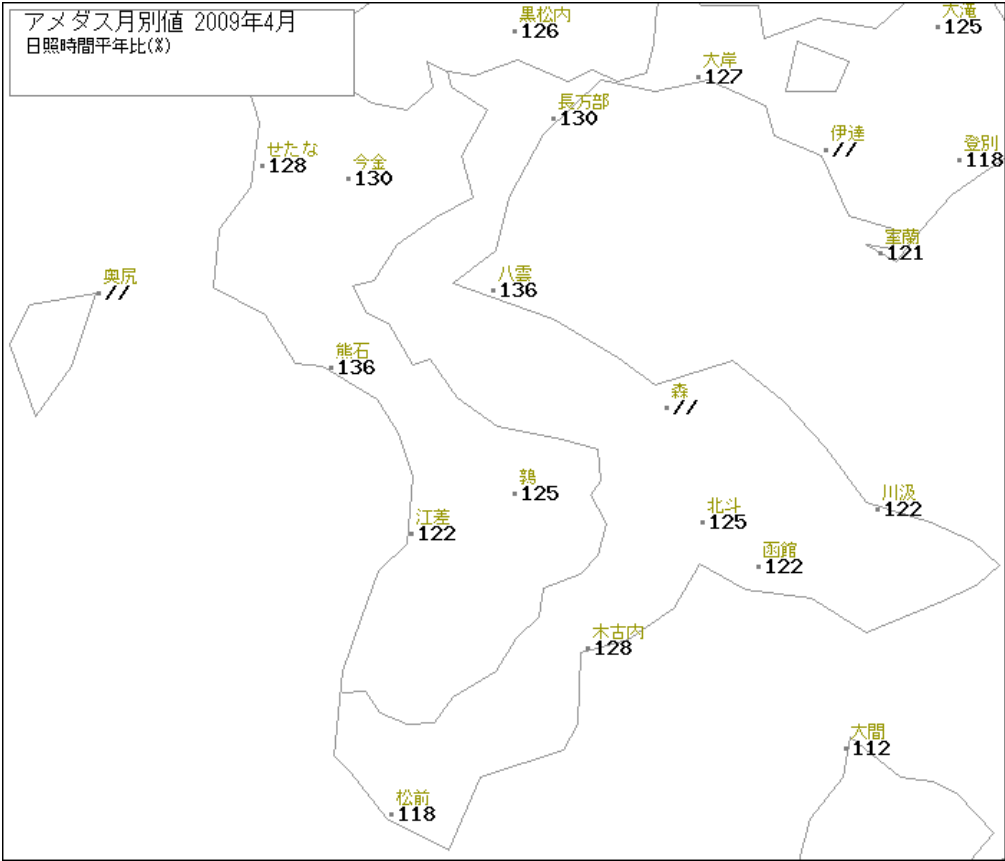 アメダス月別値 2009年4月
日照時間平年比(%)
黒松内
126
大滝
125
大岸
127
長万部
130
伊達
//
登別
118
せたな
128
今金
130
室蘭
121
奥尻
//
八雲
136
熊石
136
森
//
鶉
125
川汲
122
北斗
125
江差
122
函館
122
木古内
128
大間
112
松前
118